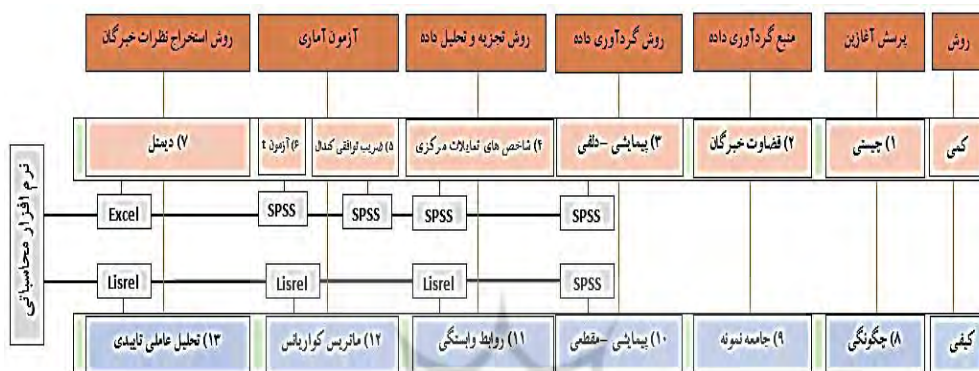 روش
پرسش آغازین
منبع گردآوری داده
روش گردآوری داده
روش تجزیه و تحلیل داده
آزمون آماری
روش استخراج نظرات خبرگان
کمی
۱) چیستی
۲) قضاوت خبرگان
۳) پیمایشی -دلفی
۴) شاخص های تمایلات مرکزی
۵) ضریب توافقی کندال
۶) آزمون t
۷) دیمتل
نرم افزار محاسباتی
SPSS
SPSS
SPSS
SPSS
Excel
SPSS
Lisrel
Lisrel
Lisrel
کیفی
۸) چگونگی
۹) جامعه نمونه
۱۰) پیمایشی -مقطعی
۱۱) روابط وابستگی
۱۲) ماتریس کواریانس
۱۳) تحلیل عاملی تاییدی